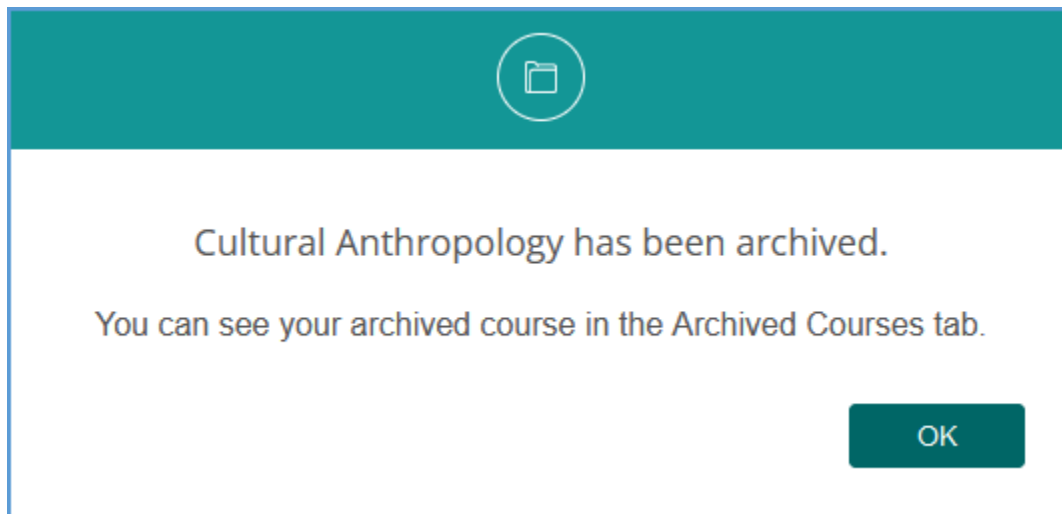 Cultural Anthropology has been archived.
You can see your archived course in the Archived Courses tab.
OK